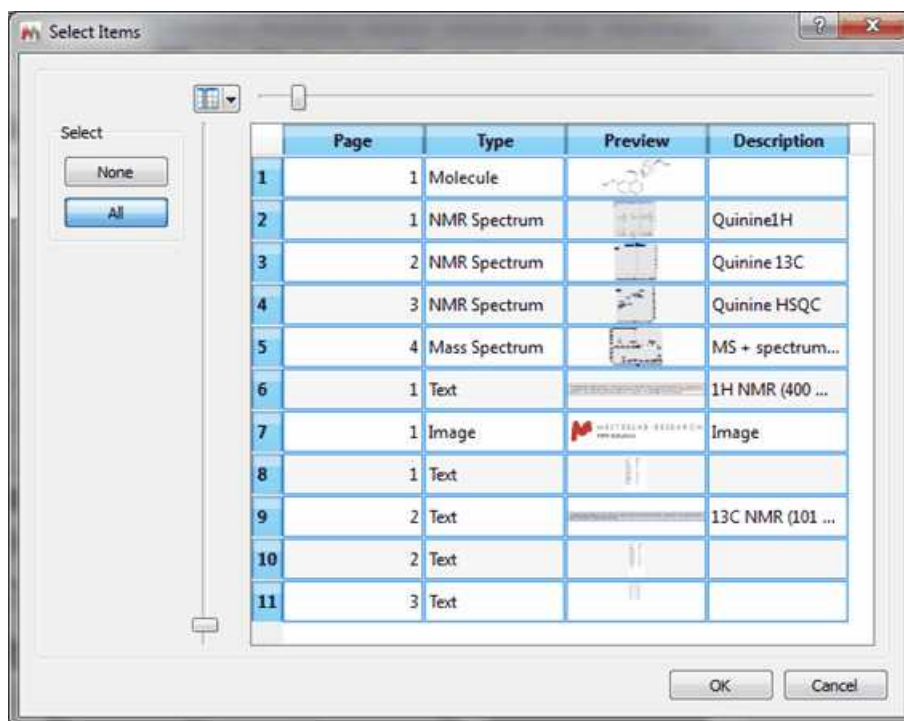 Select Items
Select
None
All
Page Type Preview Description
1 1 Molecule
2 1 NMR Spectrum Quinine1H
3 2 NMR Spectrum Quinine 13C
4 3 NMR Spectrum Quinine HSQC
5 4 Mass Spectrum MS + spectrum...
6 1 Text 1H NMR (400 ...
7 1 Image MESTRELAB RESEARCH Image
8 1 Text
9 2 Text 13C NMR (101 ...
10 2 Text
11 3 Text
OK Cancel